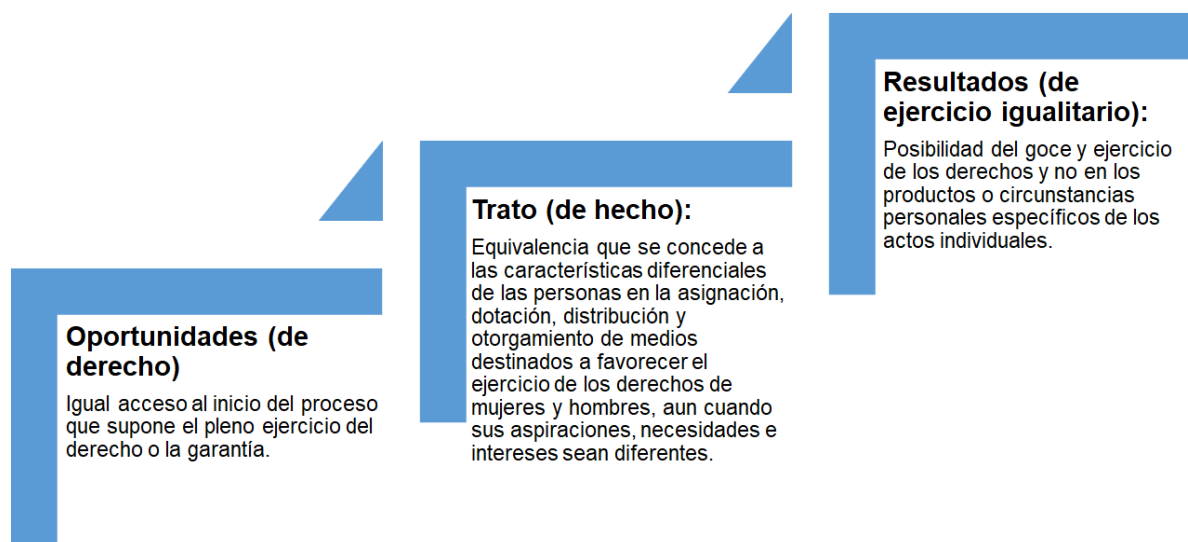 Oportunidades (de
derecho)
Igual acceso al inicio del proceso
que supone el pleno ejercicio del
derecho o la garantía.
Trato (de hecho):
Equivalencia que se concede a
las características diferenciales
de las personas en la asignación,
dotación, distribución y
otorgamiento de medios
destinados a favorecer el
ejercicio de los derechos de
mujeres y hombres, aun cuando
sus aspiraciones, necesidades e
intereses sean diferentes.
Resultados (de
ejercicio igualitario):
Posibilidad del goce y ejercicio
de los derechos y no en los
productos o circunstancias
personales específicos de los
actos individuales.